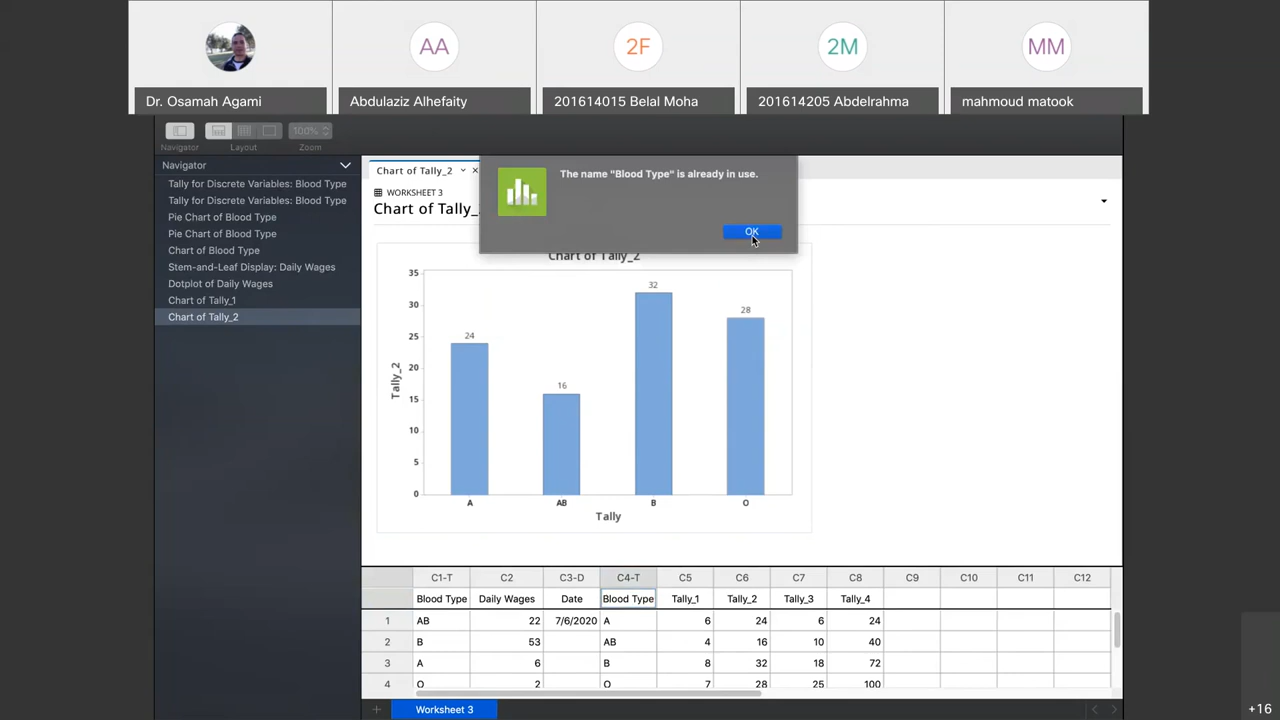 AA
2F
2M
MM
Dr. Osamah Agami
Abdulaziz Alhefaity
201614015 Belal Moha
201614205 Abdelrahma
mahmoud matook
100%
Navigator
Layout
Zoom
Navigator
Tally for Discrete Variables: Blood Type
Tally for Discrete Variables: Blood Type
Pie Chart of Blood Type
Pie Chart of Blood Type
Chart of Blood Type
Stem-and-Leaf Display: Daily Wages
Dotplot of Daily Wages
Chart of Tally_1
Chart of Tally_2
Chart of Tally_2
WORKSHEET 3
Chart of Tally_
The name "Blood Type" is already in use.
OK
Chart of Tally_2
35
30
25
20
15
10
5
0
Tally_2
24
16
32
28
A AB B O
Tally
C1-T C2 C3-D C4-T C5 C6 C7 C8 C9 C10 C11 C12
Blood Type Daily Wages Date Blood Type Tally_1 Tally_2 Tally_3 Tally_4
1 AB 22 7/6/2020 A 6 24 6 24
2 B 53 AB 4 16 10 40
3 A 6 B 8 32 18 72
4 O 2 O 7 28 25 100
Worksheet 3
+16